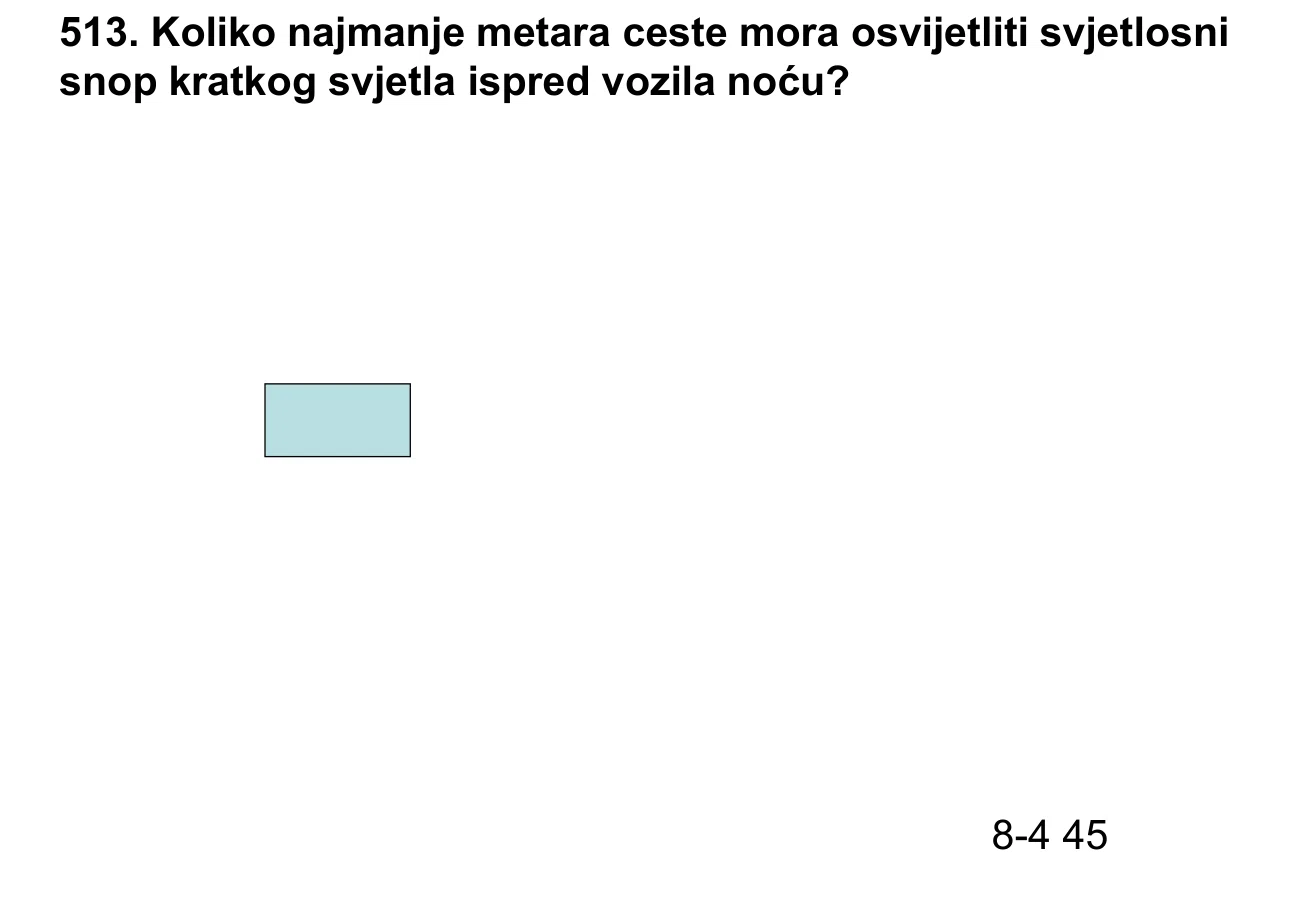 513. Koliko najmanje metara ceste mora osvijetliti svjetlosni
snop kratkog svjetla ispred vozila noću?
8-4 45